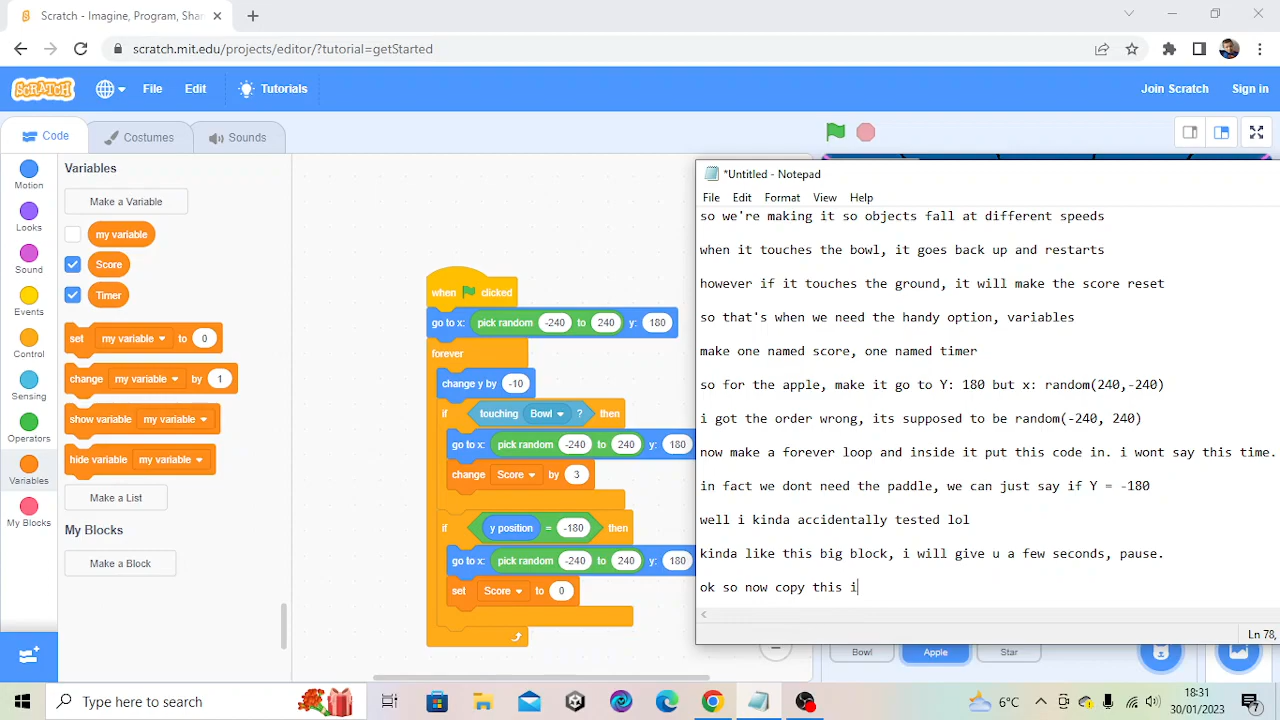 Scratch - Imagine, Program, Shar
scratch.mit.edu/projects/editor/?tutorial=getStarted
SCRATCH
File
Edit
Tutorials
Join Scratch
Sign in
Code
Costumes
Sounds
Motion
Looks
Sound
Events
Control
Sensing
Operators
Variables
My Blocks
Variables
Make a Variable
my variable
Score
Timer
set my variable to 0
change my variable by 1
show variable my variable
hide variable my variable
Make a List
My Blocks
Make a Block
when clicked
go to x: pick random -240 to 240 y: 180
forever
change y by -10
if touching Bowl ? then
go to x: pick random -240 to 240 y: 180
change Score by 3
if y position = -180 then
go to x: pick random -240 to 240 y: 180
set Score to 0
*Untitled - Notepad
File Edit Format View Help
so we're making it so objects fall at different speeds
when it touches the bowl, it goes back up and restarts
however if it touches the ground, it will make the score reset
so that's when we need the handy option, variables
make one named score, one named timer
so for the apple, make it go to Y: 180 but x: random(240,-240)
i got the order wrong, its supposed to be random(-240, 240)
now make a forever loop and inside it put this code in. i wont say this time.
in fact we dont need the paddle, we can just say if Y = -180
well i kinda accidentally tested lol
kinda like this big block, i will give u a few seconds, pause.
ok so now copy this i
Ln 78,
Bowl
Apple
Star
Type here to search
6°C
18:31
30/01/2023
7